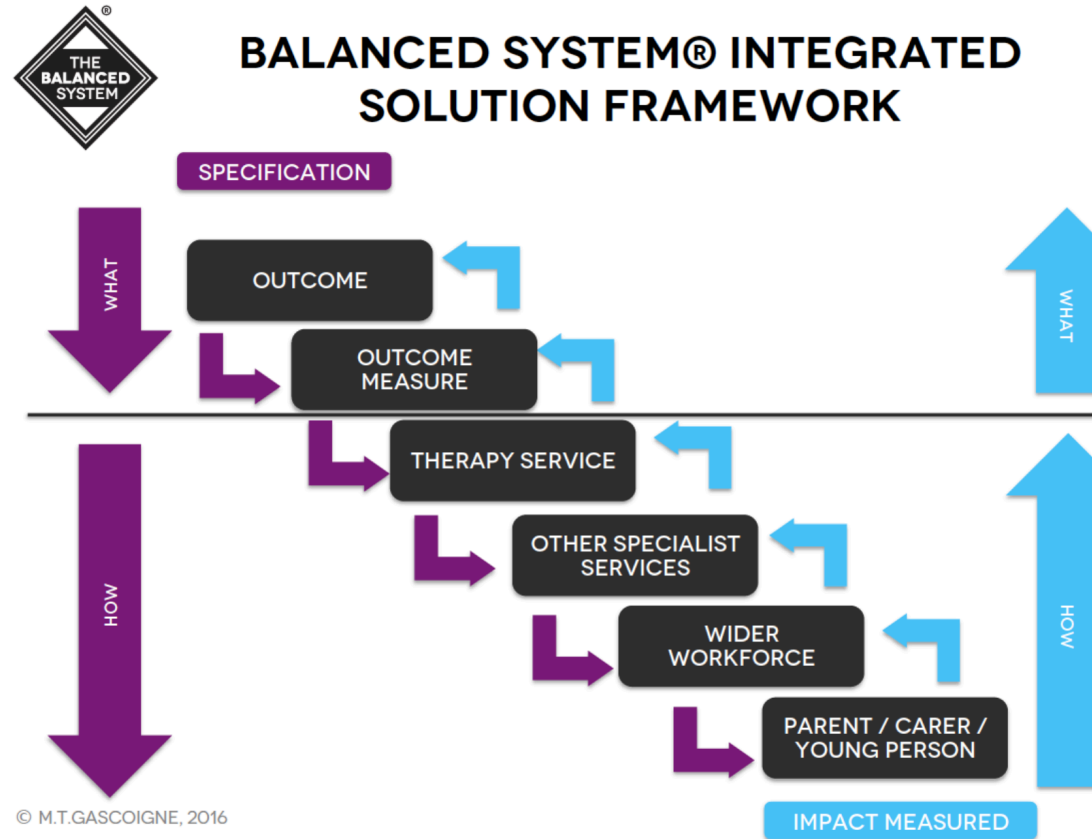 ®
THE
BALANCED
SYSTEM
BALANCED SYSTEM® INTEGRATED
SOLUTION FRAMEWORK
SPECIFICATION
WHAT
OUTCOME
WHAT
OUTCOME
MEASURE
THERAPY SERVICE
OTHER SPECIALIST
SERVICES
HOW
HOW
WIDER
WORKFORCE
PARENT / CARER /
YOUNG PERSON
© M.T.GASCOIGNE, 2016
IMPACT MEASURED